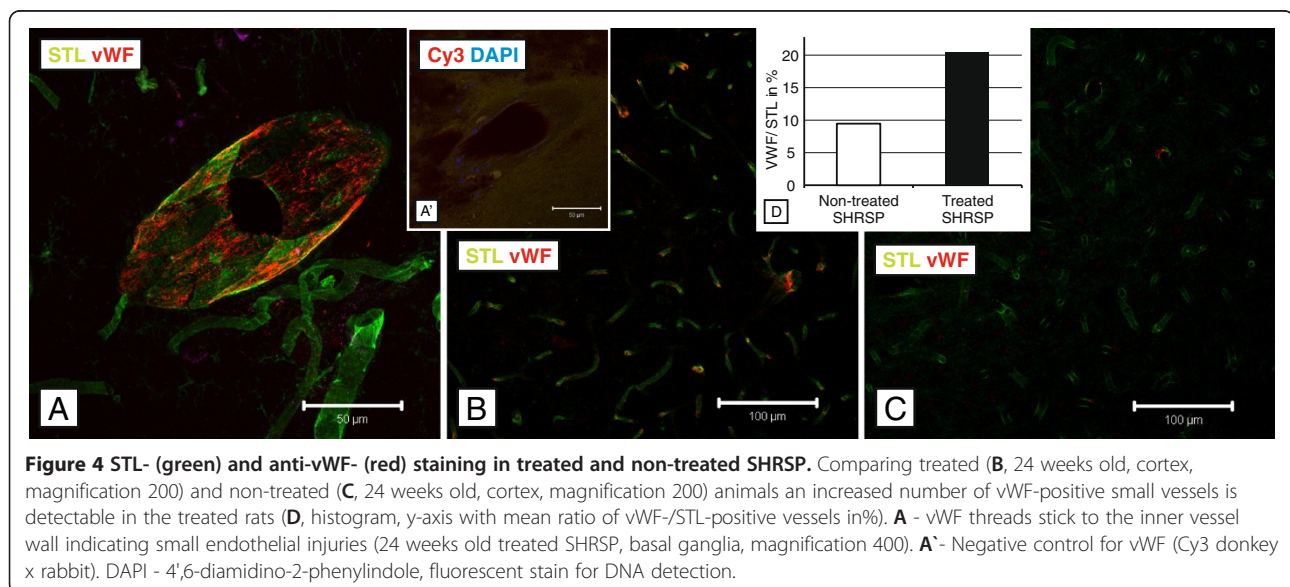 STL vWF
Cy3 DAPI
A'
50 µm
VWF/STL in %
20
15
10
5
0
Non-treated SHRSP
Treated SHRSP
D
STL vWF
STL vWF
A
50 µm
B
100 µm
C
100 µm
Figure 4 STL- (green) and anti-vWF- (red) staining in treated and non-treated SHRSP. Comparing treated (B, 24 weeks old, cortex,
magnification 200) and non-treated (C, 24 weeks old, cortex, magnification 200) animals an increased number of vWF-positive small vessels is
detectable in the treated rats (D, histogram, y-axis with mean ratio of vWF-/STL-positive vessels in%). A - vWF threads stick to the inner vessel
wall indicating small endothelial injuries (24 weeks old treated SHRSP, basal ganglia, magnification 400). A`- Negative control for vWF (Cy3 donkey
x rabbit). DAPI - 4',6-diamidino-2-phenylindole, fluorescent stain for DNA detection.